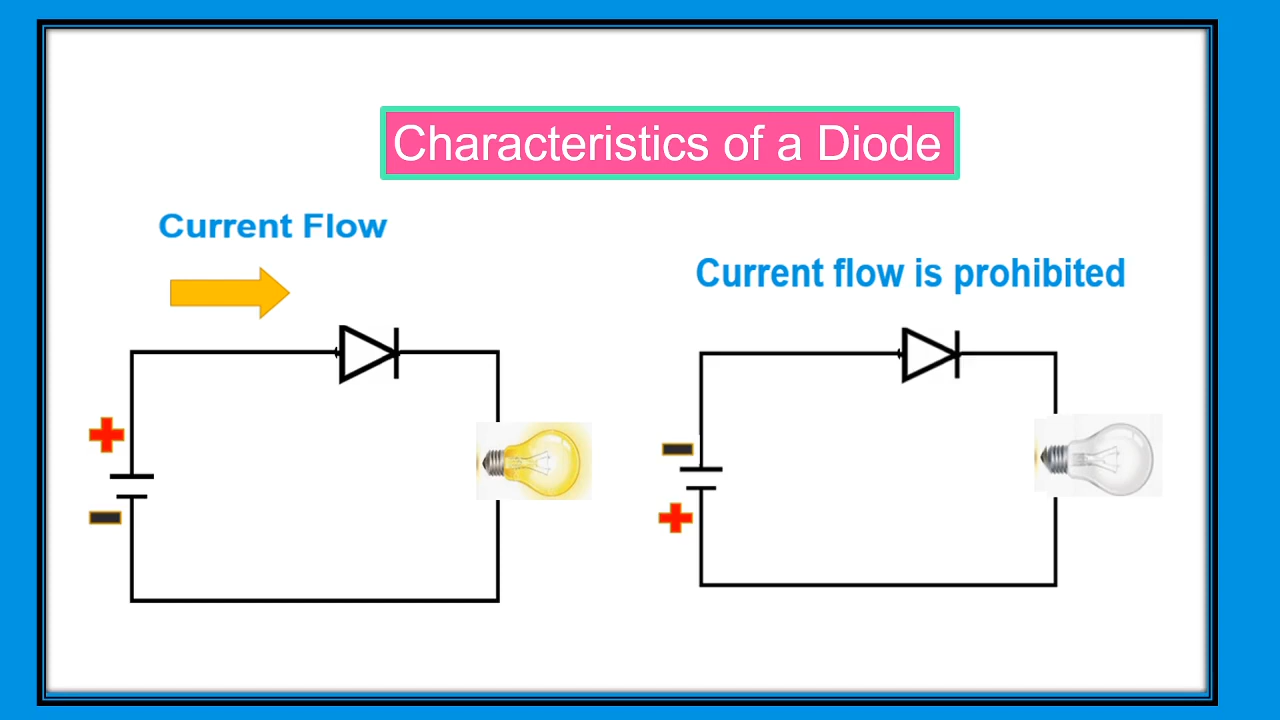 Characteristics of a Diode
Current Flow
Current flow is prohibited
+
-
-
+